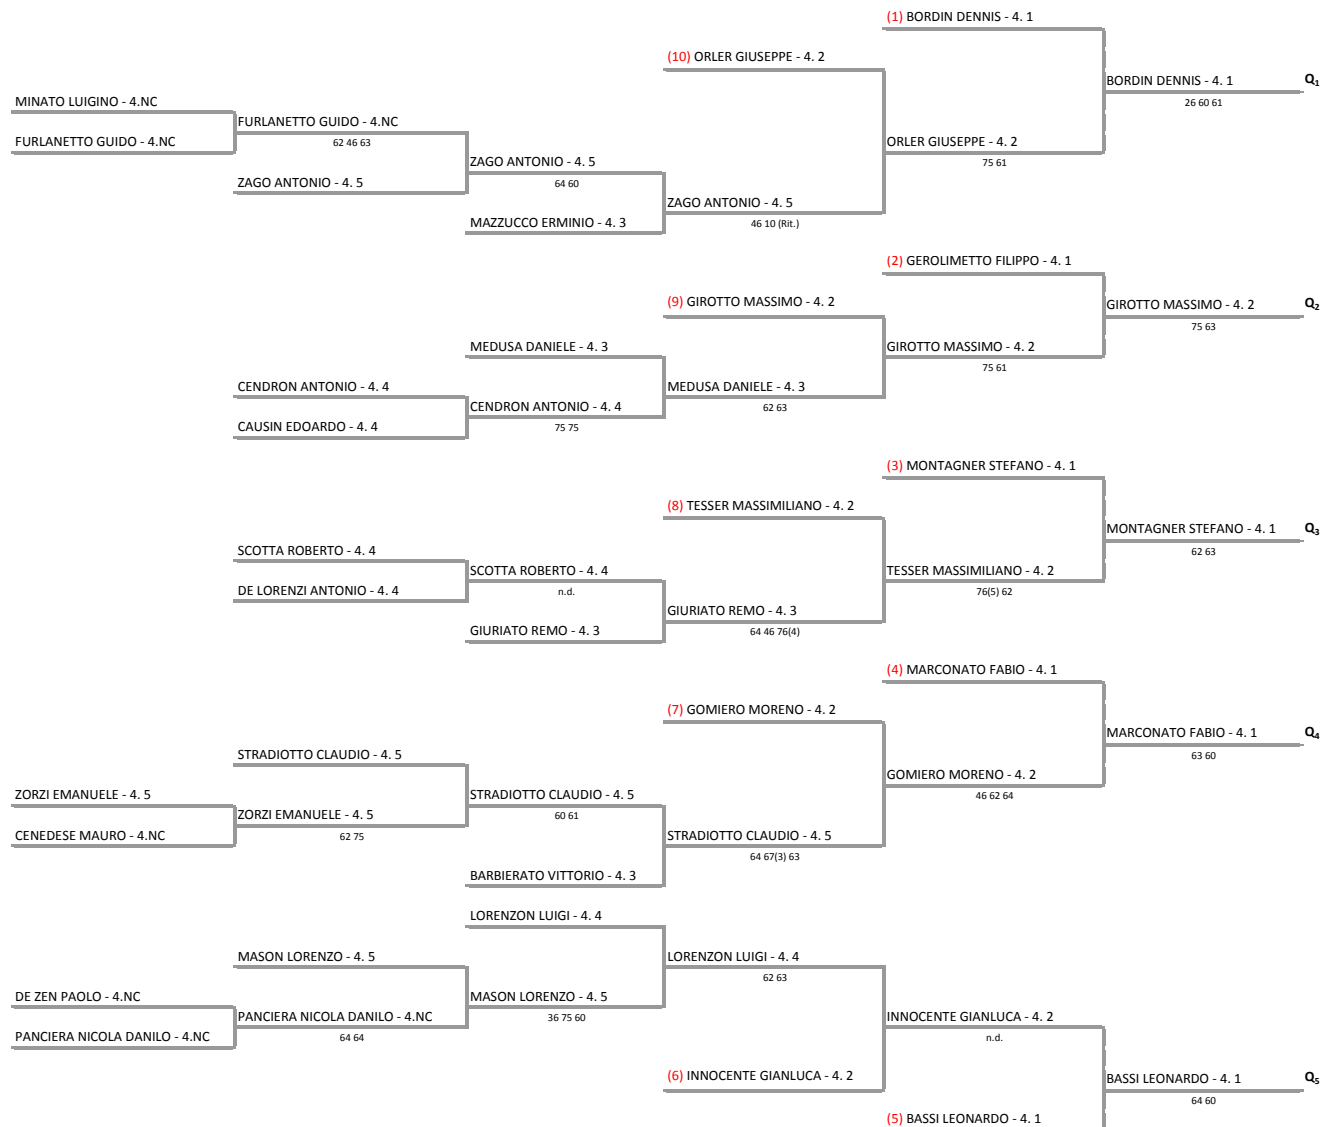 (1) BORDIN DENNIS - 4. 1
(10) ORLER GIUSEPPE - 4. 2
BORDIN DENNIS - 4. 1
Q1
26 60 61
MINATO LUIGINO - 4.NC
FURLANETTO GUIDO - 4.NC
62 46 63
FURLANETTO GUIDO - 4.NC
ORLER GIUSEPPE - 4. 2
75 61
ZAGO ANTONIO - 4. 5
64 60
ZAGO ANTONIO - 4. 5
ZAGO ANTONIO - 4. 5
46 10 (Rit.)
MAZZUCCO ERMINIO - 4. 3
(2) GEROLIMETTO FILIPPO - 4. 1
(9) GIROTTO MASSIMO - 4. 2
GIROTTO MASSIMO - 4. 2
Q2
75 63
MEDUSA DANIELE - 4. 3
GIROTTO MASSIMO - 4. 2
75 61
CENDRON ANTONIO - 4. 4
MEDUSA DANIELE - 4. 3
62 63
CENDRON ANTONIO - 4. 4
75 75
CAUSIN EDOARDO - 4. 4
(3) MONTAGNER STEFANO - 4. 1
(8) TESSER MASSIMILIANO - 4. 2
MONTAGNER STEFANO - 4. 1
Q3
62 63
SCOTTA ROBERTO - 4. 4
SCOTTA ROBERTO - 4. 4
n.d.
TESSER MASSIMILIANO - 4. 2
76(5) 62
DE LORENZI ANTONIO - 4. 4
GIURIATO REMO - 4. 3
64 46 76(4)
GIURIATO REMO - 4. 3
(4) MARCONATO FABIO - 4. 1
(7) GOMIERO MORENO - 4. 2
MARCONATO FABIO - 4. 1
Q4
63 60
STRADIOTTO CLAUDIO - 4. 5
GOMIERO MORENO - 4. 2
46 62 64
ZORZI EMANUELE - 4. 5
STRADIOTTO CLAUDIO - 4. 5
60 61
ZORZI EMANUELE - 4. 5
62 75
CENEDESE MAURO - 4.NC
STRADIOTTO CLAUDIO - 4. 5
64 67(3) 63
BARBIERATO VITTORIO - 4. 3
LORENZON LUIGI - 4. 4
MASON LORENZO - 4. 5
LORENZON LUIGI - 4. 4
62 63
DE ZEN PAOLO - 4.NC
MASON LORENZO - 4. 5
36 75 60
PANCIERA NICOLA DANILO - 4.NC
64 64
INNOCENTE GIANLUCA - 4. 2
n.d.
PANCIERA NICOLA DANILO - 4.NC
(6) INNOCENTE GIANLUCA - 4. 2
BASSI LEONARDO - 4. 1
Q5
64 60
(5) BASSI LEONARDO - 4. 1